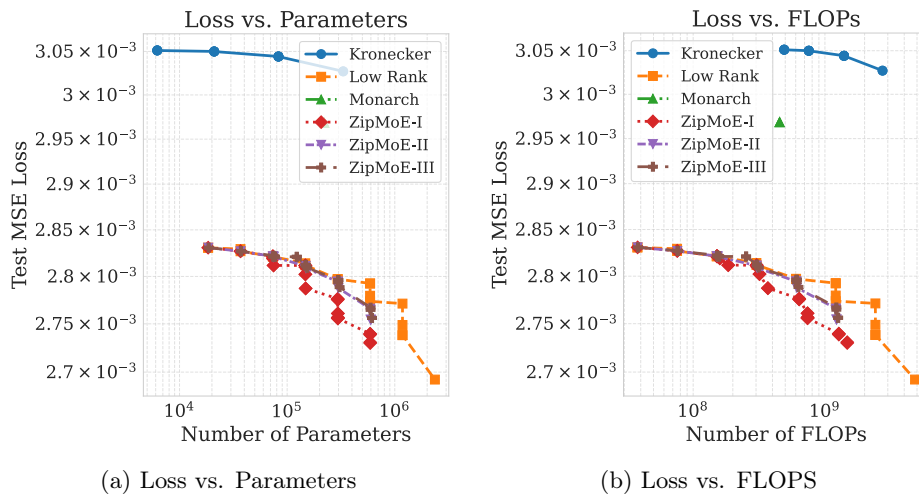 Loss vs. Parameters
3.05 × 10⁻³
3 × 10⁻³
2.95 × 10⁻³
2.9 × 10⁻³
2.85 × 10⁻³
2.8 × 10⁻³
2.75 × 10⁻³
2.7 × 10⁻³
Test MSE Loss
Kronecker
Low Rank
Monarch
ZipMoE-I
ZipMoE-II
ZipMoE-III
10⁴ 10⁵ 10⁶
Number of Parameters
(a) Loss vs. Parameters
Loss vs. FLOPs
3.05 × 10⁻³
3 × 10⁻³
2.95 × 10⁻³
2.9 × 10⁻³
2.85 × 10⁻³
2.8 × 10⁻³
2.75 × 10⁻³
2.7 × 10⁻³
Test MSE Loss
Kronecker
Low Rank
Monarch
ZipMoE-I
ZipMoE-II
ZipMoE-III
10⁸ 10⁹
Number of FLOPs
(b) Loss vs. FLOPS